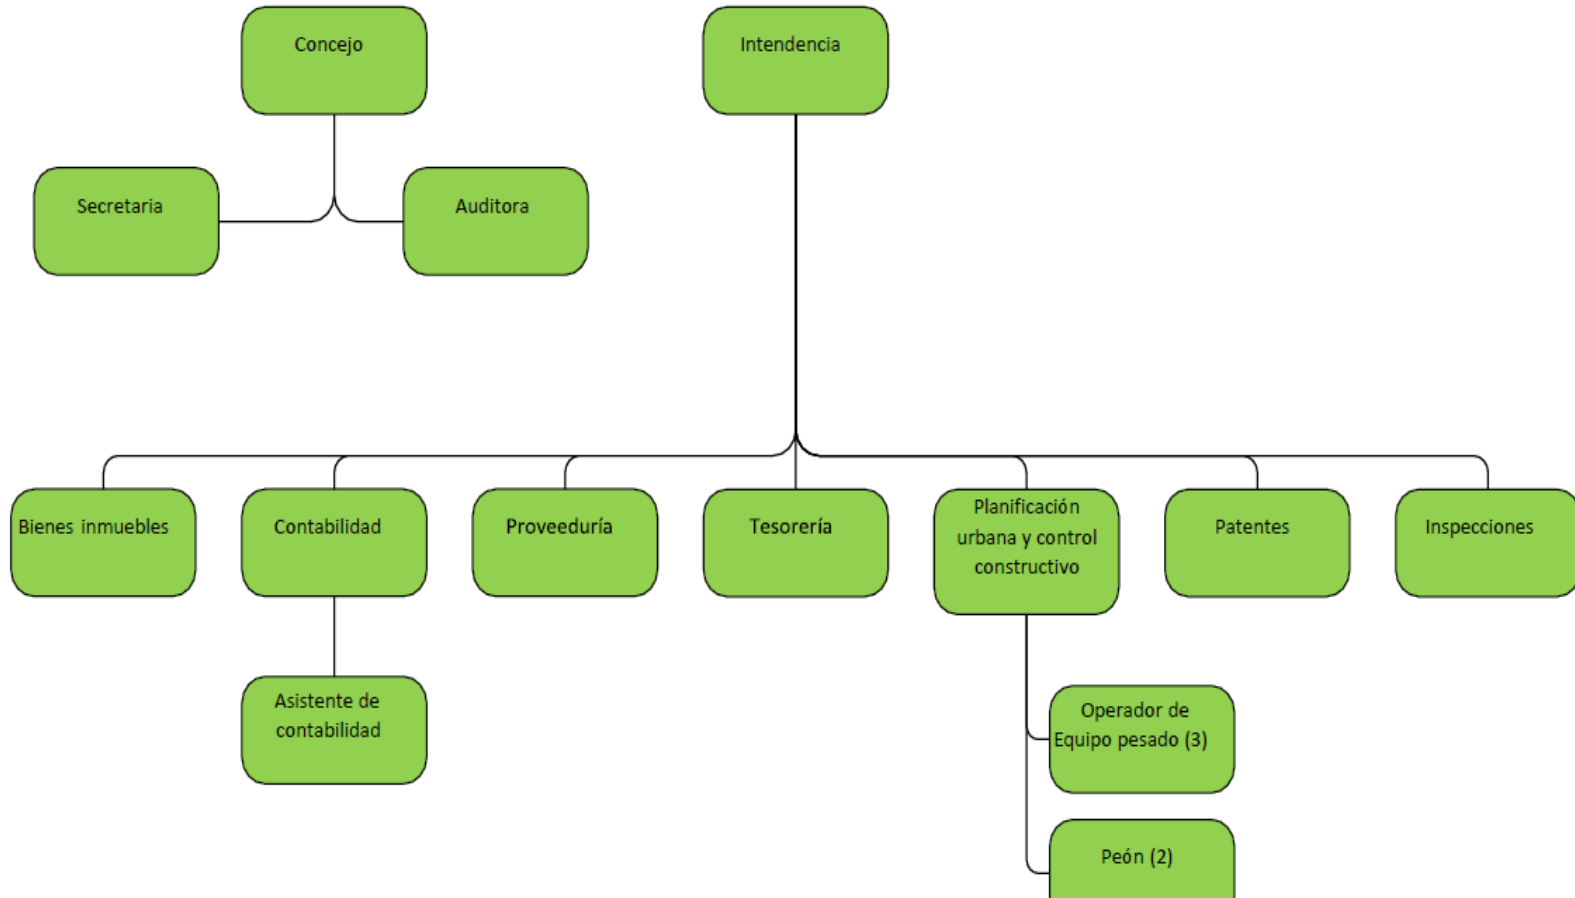 Concejo
Intendencia
Secretaria
Auditora
Bienes inmuebles
Contabilidad
Proveeduría
Tesorería
Planificación
urbana y control
constructivo
Patentes
Inspecciones
Asistente de
contabilidad
Operador de
Equipo pesado (3)
Peón (2)